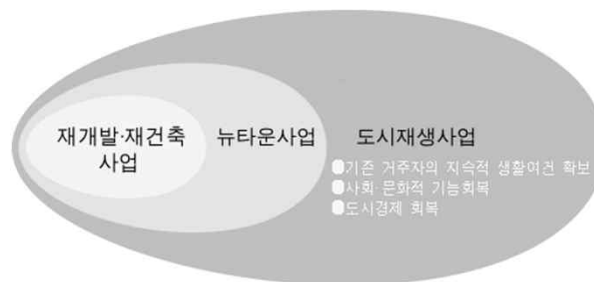 재개발·재건축
사업
뉴타운사업
도시재생사업
기존 거주자의 지속적 생활여건 확보
사회 문화적 기능회복
도시경제 회복